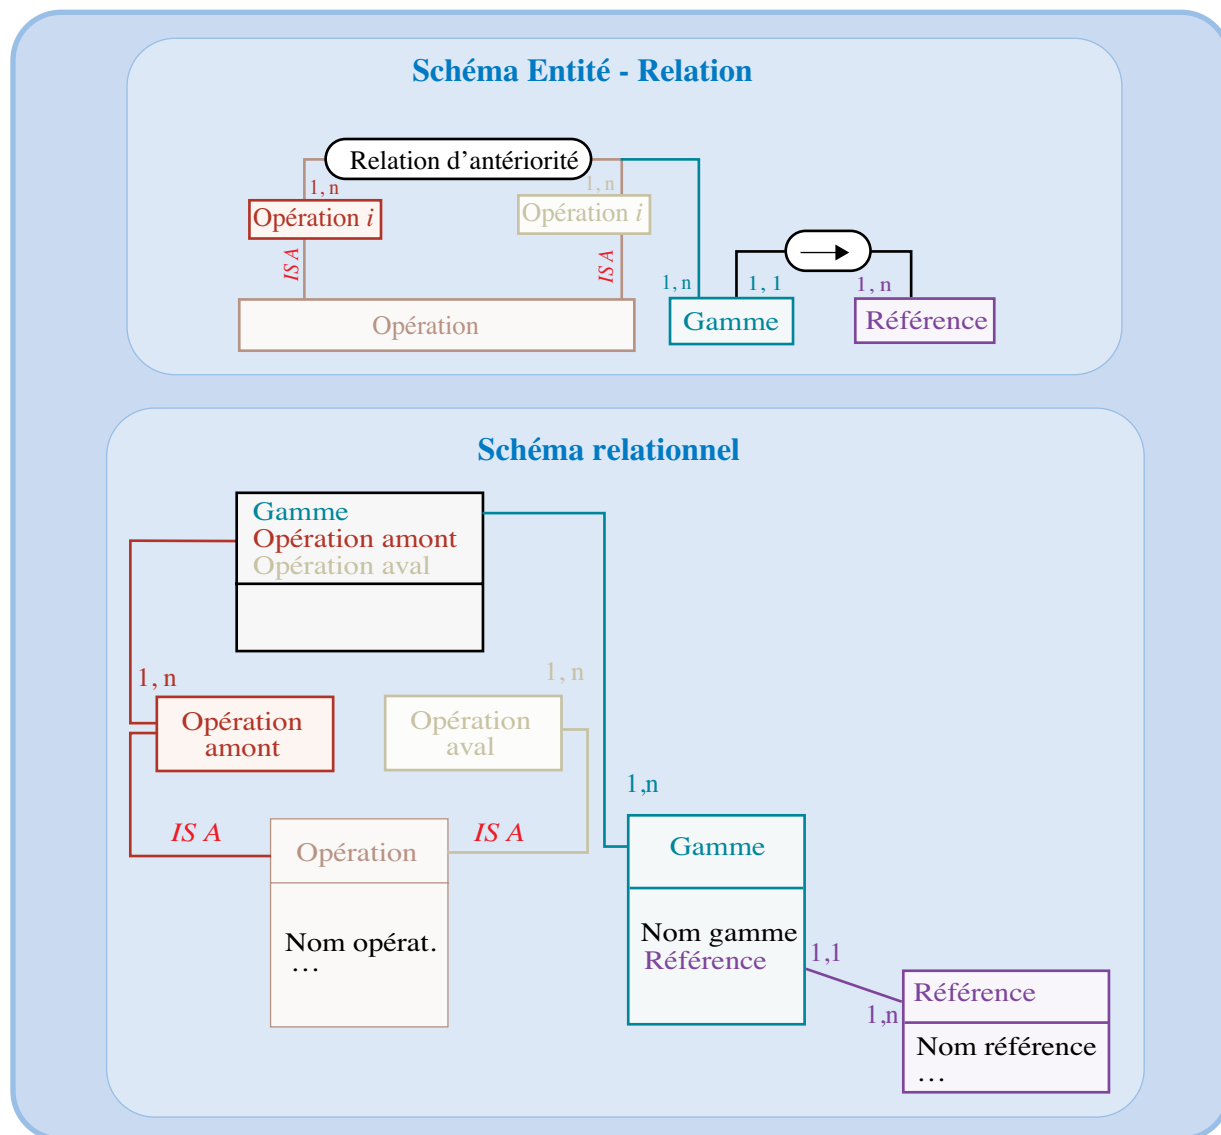 Schéma Entité - Relation
Relation d’antériorité
1, n
1, n
Opération i
Opération i
IS A
IS A
1, n
1, 1
1, n
Opération
Gamme
Référence
Schéma relationnel
Gamme
Opération amont
Opération aval
1, n
1, n
Opération
amont
Opération
aval
1,n
IS A
IS A
Opération
Gamme
Nom opérat.
…
Nom gamme
Référence
1,1
1,n
Référence
Nom référence
…